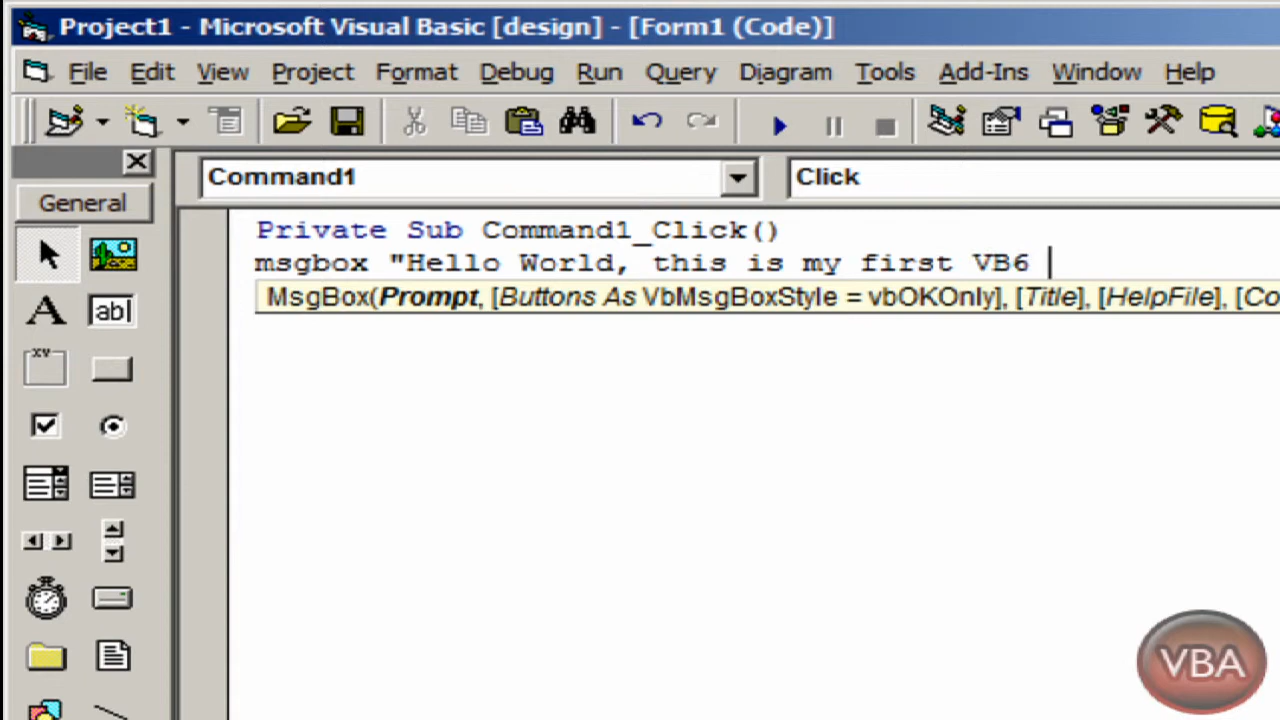 Project1 - Microsoft Visual Basic [design] - [Form1 (Code)]
File Edit View Project Format Debug Run Query Diagram Tools Add-Ins Window Help
General
Command1
Click
Private Sub Command1_Click()
msgbox "Hello World, this is my first VB6
MsgBox(Prompt, [Buttons As VbMsgBoxStyle = vbOKOnly], [Title], [HelpFile], [Co
A
abl
xv
VBA